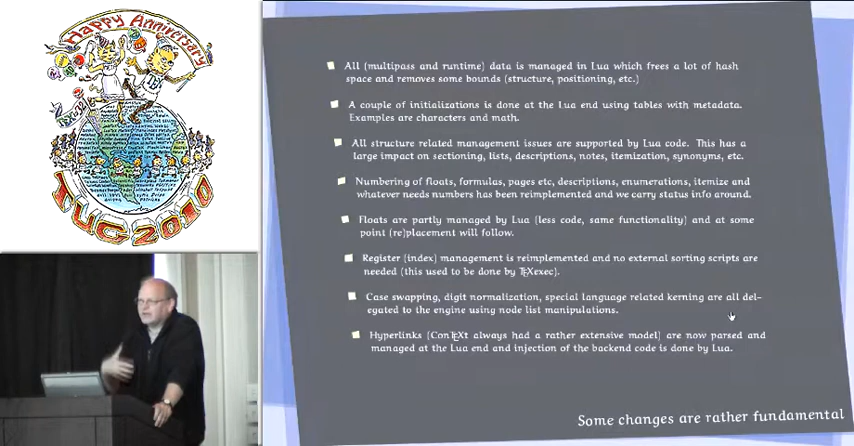 Happy Anniversary
TUG 2010
All (multipass and runtime) data is managed in Lua which frees a lot of hash
space and removes some bounds (structure, positioning, etc.)
A couple of initializations is done at the Lua end using tables with metadata.
Examples are characters and math.
All structure related management issues are supported by Lua code. This has a
large impact on sectioning, lists, descriptions, notes, itemization, synonyms, etc.
Numbering of floats, formulas, pages etc, descriptions, enumerations, itemize and
whatever needs numbers has been reimplemented and we carry status info around.
Floats are partly managed by Lua (less code, same functionality) and at some
point (re)placement will follow.
Register (index) management is reimplemented and no external sorting scripts are
needed (this used to be done by TEXexec).
Case swapping, digit normalization, special language related kerning are all del-
egated to the engine using node list manipulations.
Hyperlinks (ConTEXt always had a rather extensive model) are now parsed and
managed at the Lua end and injection of the backend code is done by Lua.
Some changes are rather fundamental